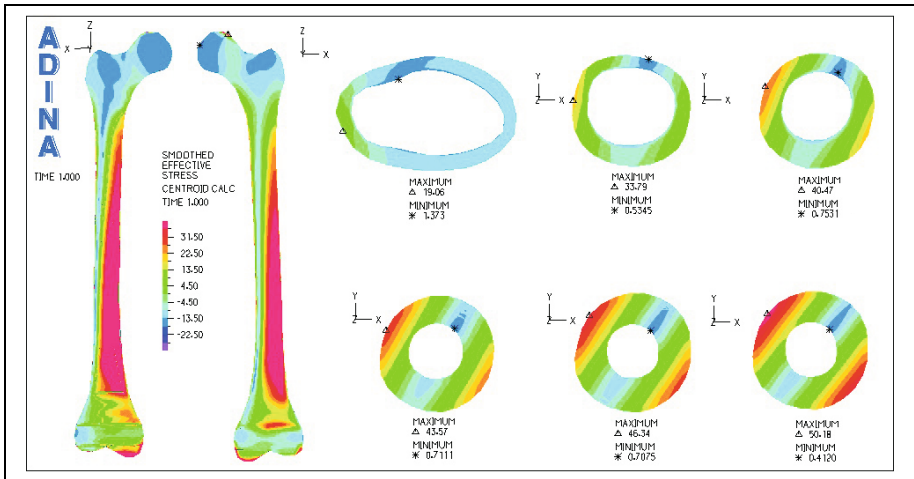 ADINA
Z
X
Z
X
TIME 1.000
SMOOTHED
EFFECTIVE
STRESS
CENTROID CALC
TIME 1.000
31.50
22.50
13.50
4.50
-4.50
-13.50
-22.50
Y
Z X
MAXIMUM
△ 19.06
MINIMUM
✳ 1.373
Y
Z X
MAXIMUM
△ 33.79
MINIMUM
✳ 0.5345
Y
Z X
MAXIMUM
△ 40.47
MINIMUM
✳ 0.7531
Y
Z X
MAXIMUM
△ 43.57
MINIMUM
✳ 0.7111
Y
Z X
MAXIMUM
△ 46.34
MINIMUM
✳ 0.7075
Y
Z X
MAXIMUM
△ 50.18
MINIMUM
✳ 0.4120